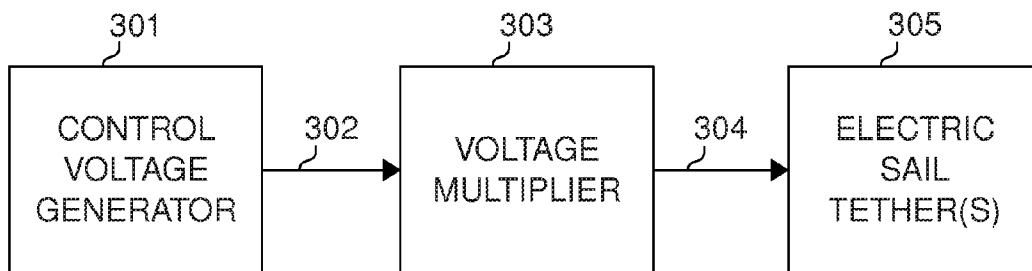 301
303
305
CONTROL
VOLTAGE
GENERATOR
302
VOLTAGE
MULTIPLIER
304
ELECTRIC
SAIL
TETHER(S)